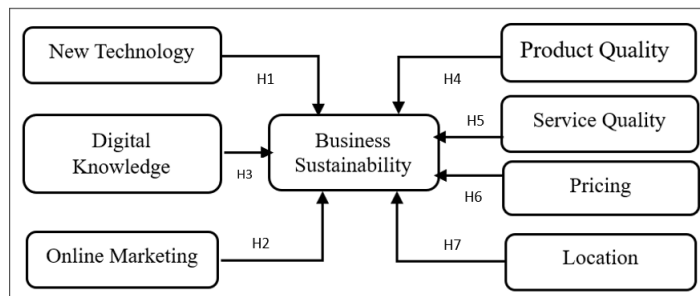 New Technology
H1
Digital
Knowledge
H3
Online Marketing
H2
Business
Sustainability
Product Quality
H4
H5
Service Quality
Pricing
H6
H7
Location